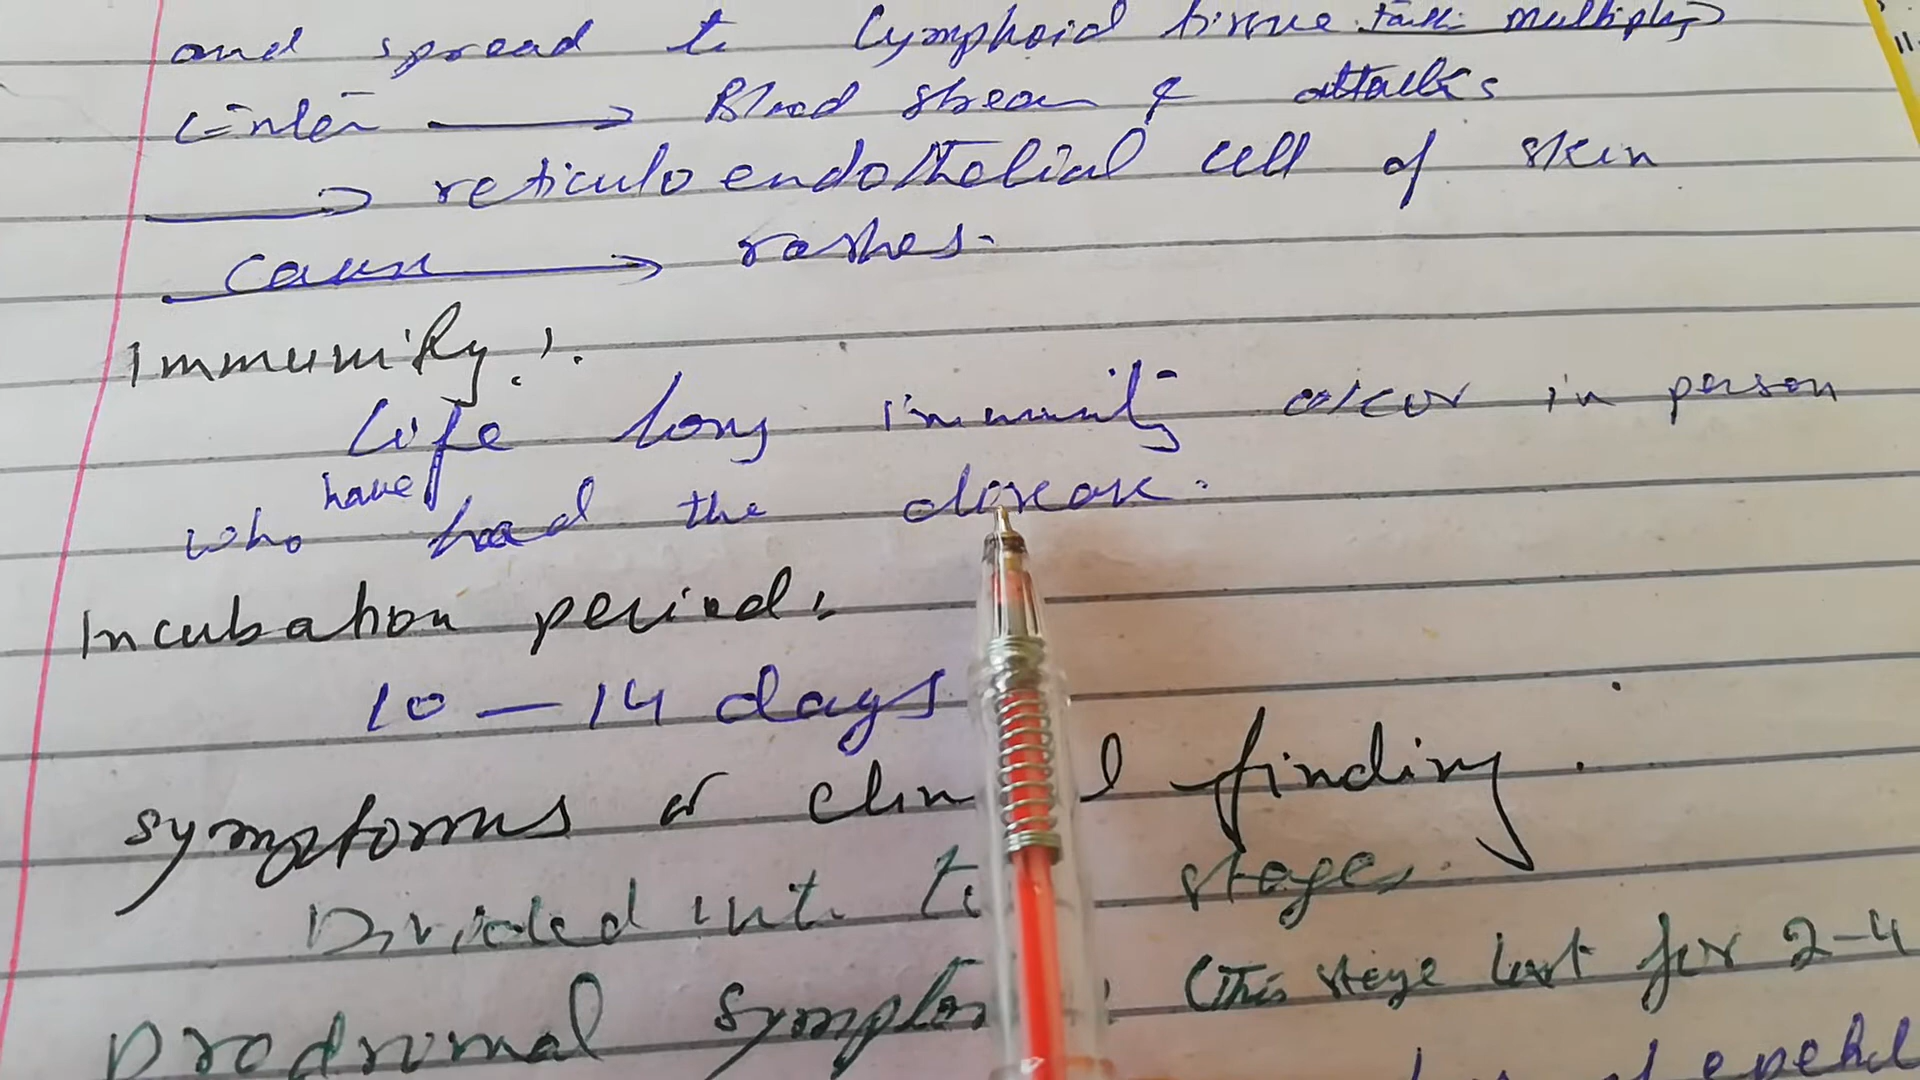 and spread to lymphoid tissue multiply
enter → Blood stream & attacks
→ reticulo endothelial cell of skin
cause → rashes.
Immunity:
Life long immunity occur in person
who have had the disease.
Incubation period:
10 — 14 days
symptoms or clin l finding.
Divided into stages.
Prodromal sympto : (This stage last for 2-4